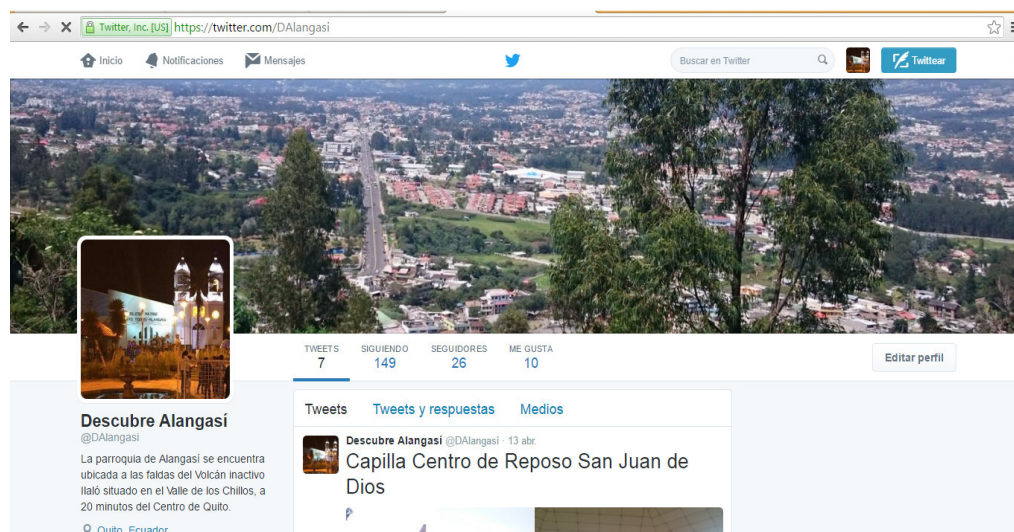 Twitter, Inc. [US] https://twitter.com/DAlangasi
Inicio Notificaciones Mensajes Buscar en Twitter Twittear
TWEETS SIGUIENDO SEGUIDORES ME GUSTA
7 149 26 10
Editar perfil
Descubre Alangasí
@DAlangasi
La parroquia de Alangasí se encuentra
ubicada a las faldas del Volcán inactivo
Ilaló situado en el Valle de los Chillos, a
20 minutos del Centro de Quito.
Quito, Ecuador
Tweets Tweets y respuestas Medios
Descubre Alangasí @DAlangasi · 13 abr.
Capilla Centro de Reposo San Juan de
Dios